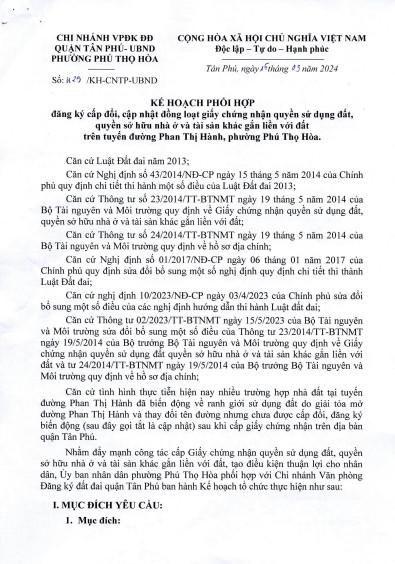 CHI NHÁNH VPĐK ĐĐ
QUẬN TÂN PHÚ- UBND
PHƯỜNG PHÚ THỌ HÒA
Số: /KH-CNTP-UBND
CỘNG HÒA XÃ HỘI CHỦ NGHĨA VIỆT NAM
Độc lập – Tự do – Hạnh phúc
Tân Phú, ngày 15 tháng 03 năm 2024
KẾ HOẠCH PHỐI HỢP
đăng ký cấp đổi, cập nhật đồng loạt giấy chứng nhận quyền sử dụng đất,
quyền sở hữu nhà ở và tài sản khác gắn liền với đất
trên tuyến đường Phan Thị Hành, phường Phú Thọ Hòa.
Căn cứ Luật Đất đai năm 2013;
Căn cứ Nghị định số 43/2014/NĐ-CP ngày 15 tháng 5 năm 2014 của Chính
phủ quy định chi tiết thi hành một số điều của Luật Đất đai 2013;
Căn cứ Thông tư số 23/2014/TT-BTNMT ngày 19 tháng 5 năm 2014 của
Bộ Tài nguyên và Môi trường quy định về Giấy chứng nhận quyền sử dụng đất,
quyền sở hữu nhà ở và tài sản khác gắn liền với đất;
Căn cứ Thông tư số 24/2014/TT-BTNMT ngày 19 tháng 5 năm 2014 của
Bộ Tài nguyên và Môi trường quy định về hồ sơ địa chính;
Căn cứ Nghị định số 01/2017/NĐ-CP ngày 06 tháng 01 năm 2017 của
Chính phủ quy định sửa đổi bổ sung một số nghị định quy định chi tiết thi hành
Luật Đất đai;
Căn cứ nghị định 10/2023/NĐ-CP ngày 03/4/2023 của Chính phủ sửa đổi
bổ sung một số điều của các nghị định hướng dẫn thi hành Luật đất đai;
Căn cứ Thông tư 02/2023/TT-BTNMT ngày 15/5/2023 của Bộ Tài nguyên
và Môi trường sửa đổi bổ sung một số điều của Thông tư 23/2014/TT-BTNMT
ngày 19/5/2014 của Bộ trưởng Bộ Tài nguyên và Môi trường quy định về Giấy
chứng nhận quyền sử dụng đất quyền sở hữu nhà ở và tài sản khác gắn liền với
đất và tư 24/2014/TT-BTNMT ngày 19/5/2014 của Bộ trưởng Bộ Tài nguyên và
Môi trường quy định về hồ sơ địa chính;
Căn cứ tình hình thực tiễn hiện nay nhiều trường hợp nhà đất tại tuyến
đường Phan Thị Hành đã biến động về ranh giới sử dụng đất do giải tỏa mở
đường Phan Thị Hành và thay đổi tên đường nhưng chưa được cấp đổi, đăng ký
biến động (sau đây gọi tắt là cập nhật) sau khi cấp giấy chứng nhận trên địa bàn
quận Tân Phú.
Nhằm đẩy mạnh công tác cấp Giấy chứng nhận quyền sử dụng đất, quyền
sở hữu nhà ở và tài sản khác gắn liền với đất, tạo điều kiện thuận lợi cho nhân
dân, Ủy ban nhân dân phường Phú Thọ Hòa phối hợp với Chi nhánh Văn phòng
Đăng ký đất đai quận Tân Phú ban hành Kế hoạch tổ chức thực hiện như sau:
I. MỤC ĐÍCH YÊU CẦU:
1. Mục đích: